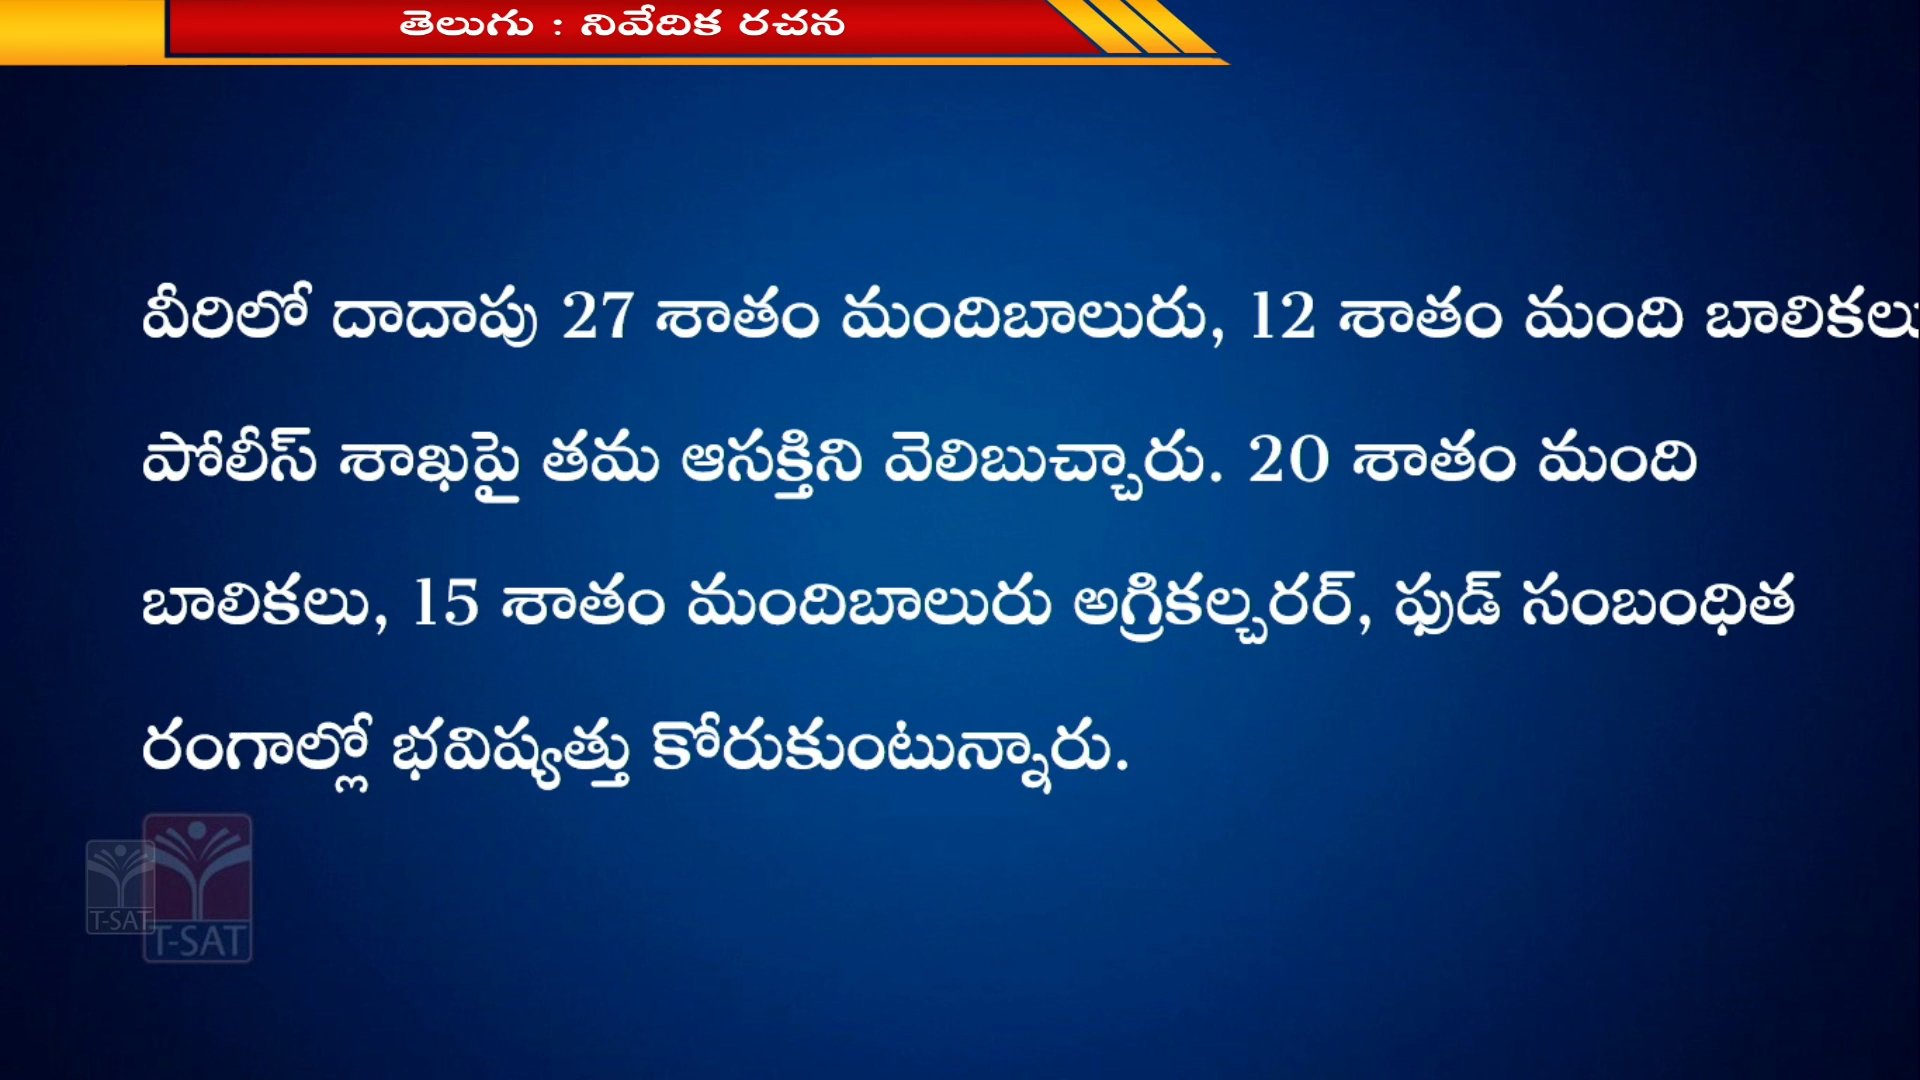 తెలుగు : నివేదిక రచన
వీరిలో దాదాపు 27 శాతం మందిబాలురు, 12 శాతం మంది బాలికలు
పోలీస్ శాఖపై తమ ఆసక్తిని వెలిబుచ్చారు. 20 శాతం మంది
బాలికలు, 15 శాతం మందిబాలురు అగ్రికల్చరర్, ఫుడ్ సంబంధిత
రంగాల్లో భవిష్యత్తు కోరుకుంటున్నారు.
T-SAT
T-SAT